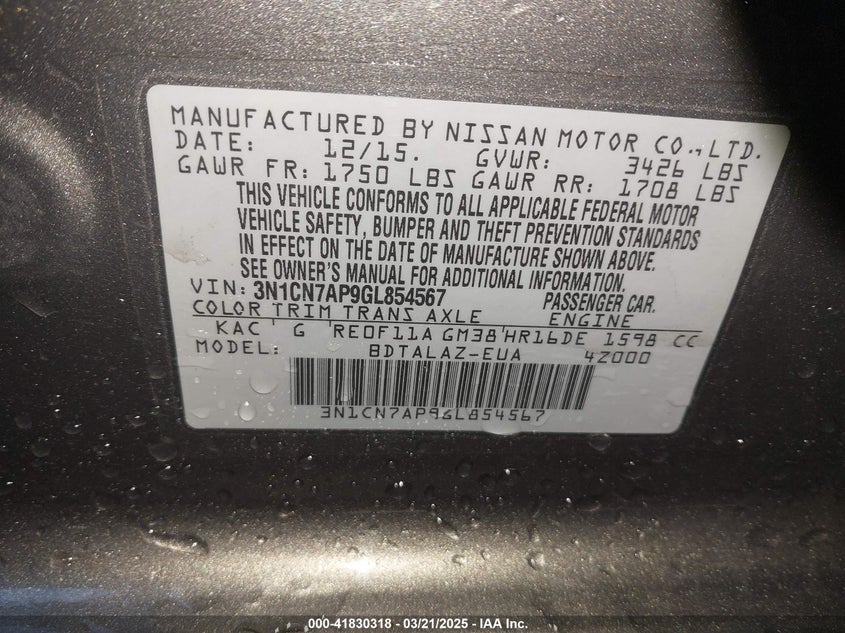 MANUFACTURED BY NISSAN MOTOR CO., LTD.
DATE: 12/15. GVWR: 3426 LBS
GAWR FR: 1750 LBS GAWR RR: 1708 LBS
THIS VEHICLE CONFORMS TO ALL APPLICABLE FEDERAL MOTOR
VEHICLE SAFETY, BUMPER AND THEFT PREVENTION STANDARDS
IN EFFECT ON THE DATE OF MANUFACTURE SHOWN ABOVE.
SEE OWNER'S MANUAL FOR ADDITIONAL INFORMATION.
VIN: 3N1CN7AP9GL854567 PASSENGER CAR.
COLOR TRIM TRANS AXLE ENGINE
KAC G RE0F11A GM38 HR16DE 1598 CC
MODEL: BDTALAZ-EUA 4Z000
3N1CN7AP9GL854567
000-41830318 - 03/21/2025 - IAA Inc.